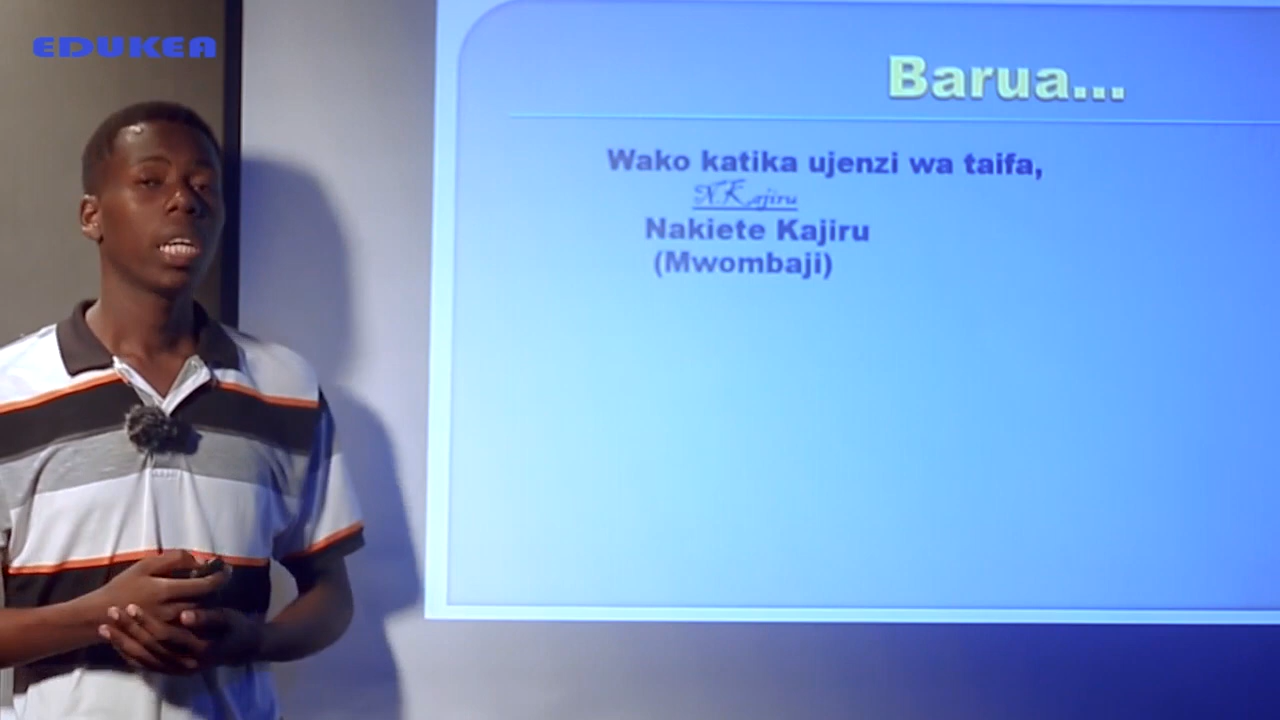 EDUKEA
Barua...
Wako katika ujenzi wa taifa,
N.Kajiru
Nakiete Kajiru
(Mwombaji)